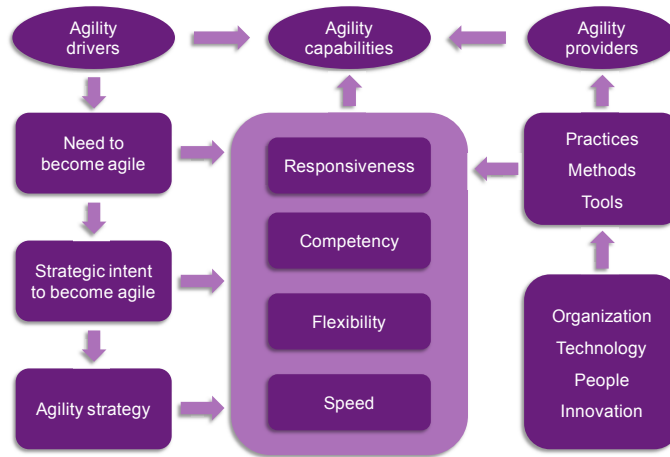 Agility
drivers
Agility
capabilities
Agility
providers
Need to
become agile
Strategic intent
to become agile
Agility strategy
Responsiveness
Competency
Flexibility
Speed
Practices
Methods
Tools
Organization
Technology
People
Innovation